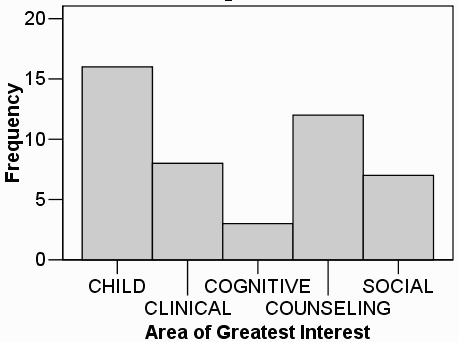 20
15
10
5
0
Frequency
CHILD COGNITIVE SOCIAL
CLINICAL COUNSELING
Area of Greatest Interest